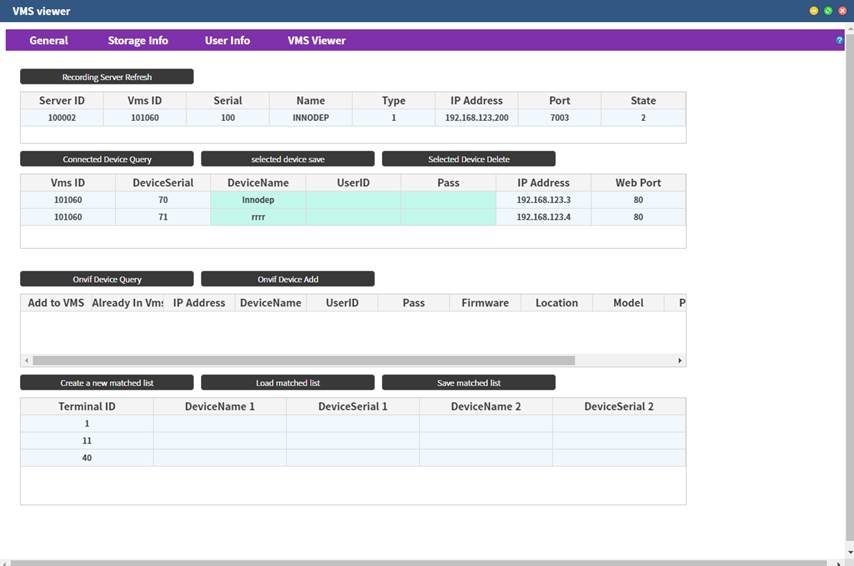 VMS viewer
General Storage Info User Info VMS Viewer ?
Recording Server Refresh
Server ID Vms ID Serial Name Type IP Address Port State
100002 101060 100 INNODEP 1 192.168.123.200 7003 2
Connected Device Query selected device save Selected Device Delete
Vms ID DeviceSerial DeviceName UserID Pass IP Address Web Port
101060 70 Innodep 192.168.123.3 80
101060 71 rrrr 192.168.123.4 80
Onvif Device Query Onvif Device Add
Add to VMS Already In Vms IP Address DeviceName UserID Pass Firmware Location Model P
Create a new matched list Load matched list Save matched list
Terminal ID DeviceName 1 DeviceSerial 1 DeviceName 2 DeviceSerial 2
1
11
40